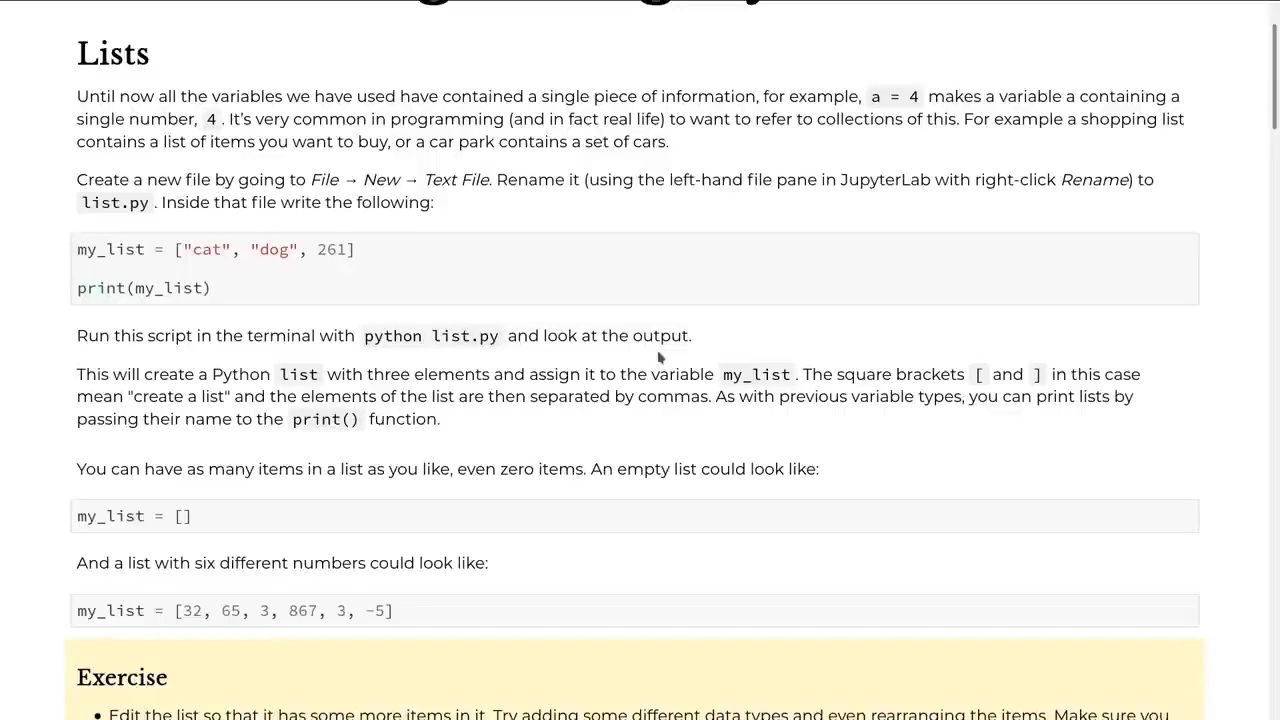 Lists
Until now all the variables we have used have contained a single piece of information, for example, a = 4 makes a variable a containing a
single number, 4 . It’s very common in programming (and in fact real life) to want to refer to collections of this. For example a shopping list
contains a list of items you want to buy, or a car park contains a set of cars.
Create a new file by going to File → New → Text File. Rename it (using the left-hand file pane in JupyterLab with right-click Rename) to
list.py . Inside that file write the following:
my_list = ["cat", "dog", 261]
print(my_list)
Run this script in the terminal with python list.py and look at the output.
This will create a Python list with three elements and assign it to the variable my_list . The square brackets [ and ] in this case
mean "create a list" and the elements of the list are then separated by commas. As with previous variable types, you can print lists by
passing their name to the print() function.
You can have as many items in a list as you like, even zero items. An empty list could look like:
my_list = []
And a list with six different numbers could look like:
my_list = [32, 65, 3, 867, 3, -5]
Exercise
• Edit the list so that it has some more items in it. Try adding some different data types and even rearranging the items. Make sure you